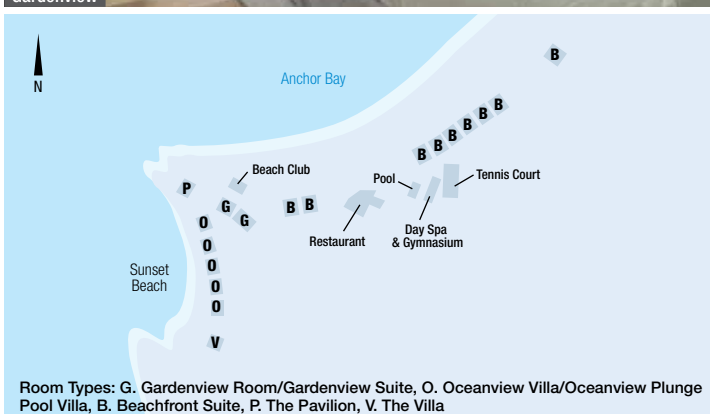 Gardenview
N
Anchor Bay
B
B
B
B
B
B
B
Beach Club
P
Pool
Tennis Court
G
B B
O
G
Restaurant
Day Spa
& Gymnasium
O
O
Sunset
Beach
O
O
V
Room Types: G. Gardenview Room/Gardenview Suite, O. Oceanview Villa/Oceanview Plunge
Pool Villa, B. Beachfront Suite, P. The Pavilion, V. The Villa